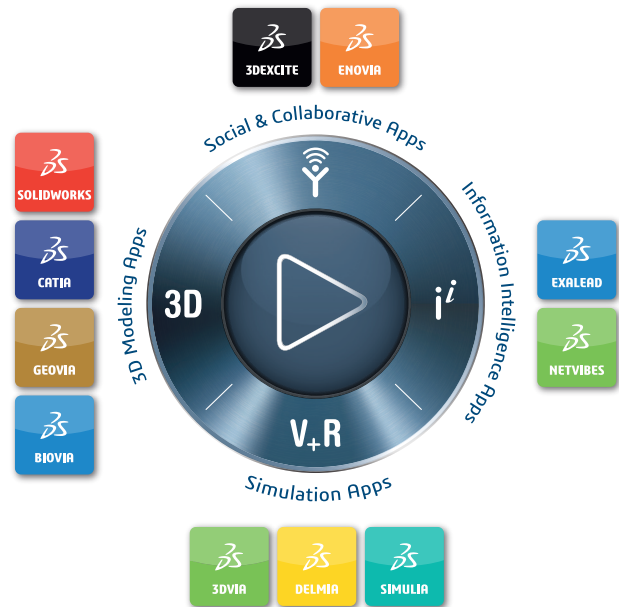 3DEXCITE
ENOVIA
Social & Collaborative Apps
SOLIDWORKS
CATIA
GEOVIA
BIOVIA
3D Modeling Apps
3D
i i
Information Intelligence Apps
EXALEAD
NETVIBES
V+R
Simulation Apps
3DVIA
DELMIA
SIMULIA